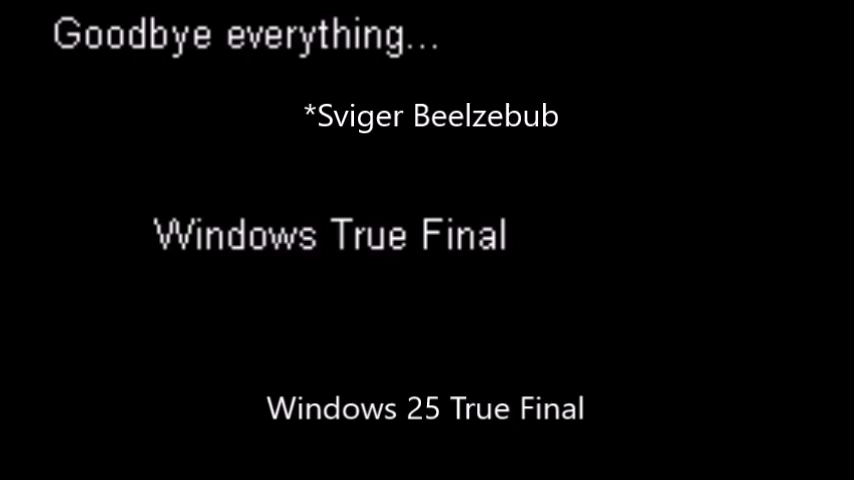 Goodbye everything...
*Sviger Beelzebub
Windows True Final
Windows 25 True Final